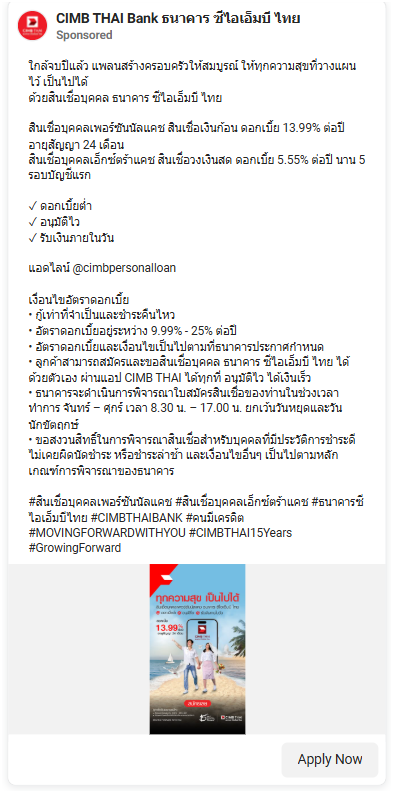 CIMB THAI Bank ธนาคาร ซีไอเอ็มบี ไทย
Sponsored
ใกล้จบปีแล้ว แพลนสร้างครอบครัวให้สมบูรณ์ ให้ทุกความสุขที่วางแผน
ไว้ เป็นไปได้
ด้วยสินเชื่อบุคคล ธนาคาร ซีไอเอ็มบี ไทย
สินเชื่อบุคคลเพอร์ซันนัลแคช สินเชื่อเงินก้อน ดอกเบี้ย 13.99% ต่อปี
อายุสัญญา 24 เดือน
สินเชื่อบุคคลเอ็กซ์ตร้าแคช สินเชื่อวงเงินสด ดอกเบี้ย 5.55% ต่อปี นาน 5
รอบบัญชีแรก
✓ ดอกเบี้ยต่ำ
✓ อนุมัติไว
✓ รับเงินภายในวัน
แอดไลน์ @cimbpersonalloan
เงื่อนไขอัตราดอกเบี้ย
• กู้เท่าที่จำเป็นและชำระคืนไหว
• อัตราดอกเบี้ยอยู่ระหว่าง 9.99% - 25% ต่อปี
• อัตราดอกเบี้ยและเงื่อนไขเป็นไปตามที่ธนาคารประกาศกำหนด
• ลูกค้าสามารถสมัครและขอสินเชื่อบุคคล ธนาคาร ซีไอเอ็มบี ไทย ได้
ด้วยตัวเอง ผ่านแอป CIMB THAI ได้ทุกที่ อนุมัติไว ได้เงินเร็ว
• ธนาคารจะดำเนินการพิจารณาใบสมัครสินเชื่อของท่านในช่วงเวลา
ทำการ จันทร์ – ศุกร์ เวลา 8.30 น. – 17.00 น. ยกเว้นวันหยุดและวัน
นักขัตฤกษ์
• ขอสงวนสิทธิ์ในการพิจารณาสินเชื่อสำหรับบุคคลที่มีประวัติการชำระดี
ไม่เคยผิดนัดชำระ หรือชำระล่าช้า และเงื่อนไขอื่นๆ เป็นไปตามหลัก
เกณฑ์การพิจารณาของธนาคาร
#สินเชื่อบุคคลเพอร์ซันนัลแคช #สินเชื่อบุคคลเอ็กซ์ตร้าแคช #ธนาคารซี
ไอเอ็มบีไทย #CIMBTHAIBANK #คนมีเครดิต
#MOVINGFORWARDWITHYOU #CIMBTHAI15Years
#GrowingForward
ทุกความสุข เป็นไปได้
13.99%
CIMB THAI
สมัครเลย
CIMB THAI
Apply Now